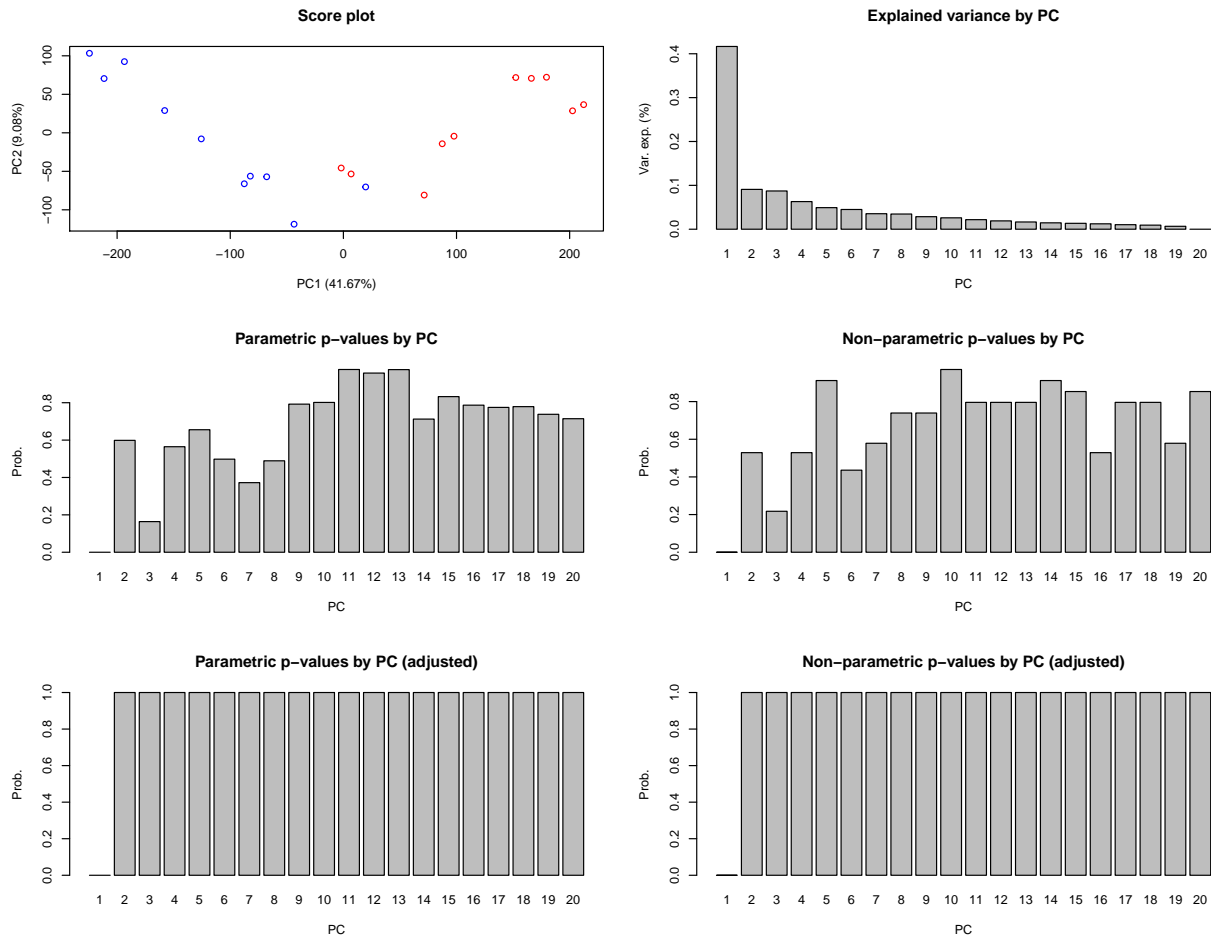 Score plot
PC2 (9.08%)
100
50
0
−50
−100
−200 −100 0 100 200
PC1 (41.67%)
Explained variance by PC
Var. exp. (%)
0.4
0.3
0.2
0.1
0.0
1 2 3 4 5 6 7 8 9 10 11 12 13 14 15 16 17 18 19 20
PC
Parametric p−values by PC
Prob.
0.8
0.6
0.4
0.2
0.0
1 2 3 4 5 6 7 8 9 10 11 12 13 14 15 16 17 18 19 20
PC
Non−parametric p−values by PC
Prob.
0.8
0.6
0.4
0.2
0.0
1 2 3 4 5 6 7 8 9 10 11 12 13 14 15 16 17 18 19 20
PC
Parametric p−values by PC (adjusted)
Prob.
1.0
0.8
0.6
0.4
0.2
0.0
1 2 3 4 5 6 7 8 9 10 11 12 13 14 15 16 17 18 19 20
PC
Non−parametric p−values by PC (adjusted)
Prob.
1.0
0.8
0.6
0.4
0.2
0.0
1 2 3 4 5 6 7 8 9 10 11 12 13 14 15 16 17 18 19 20
PC